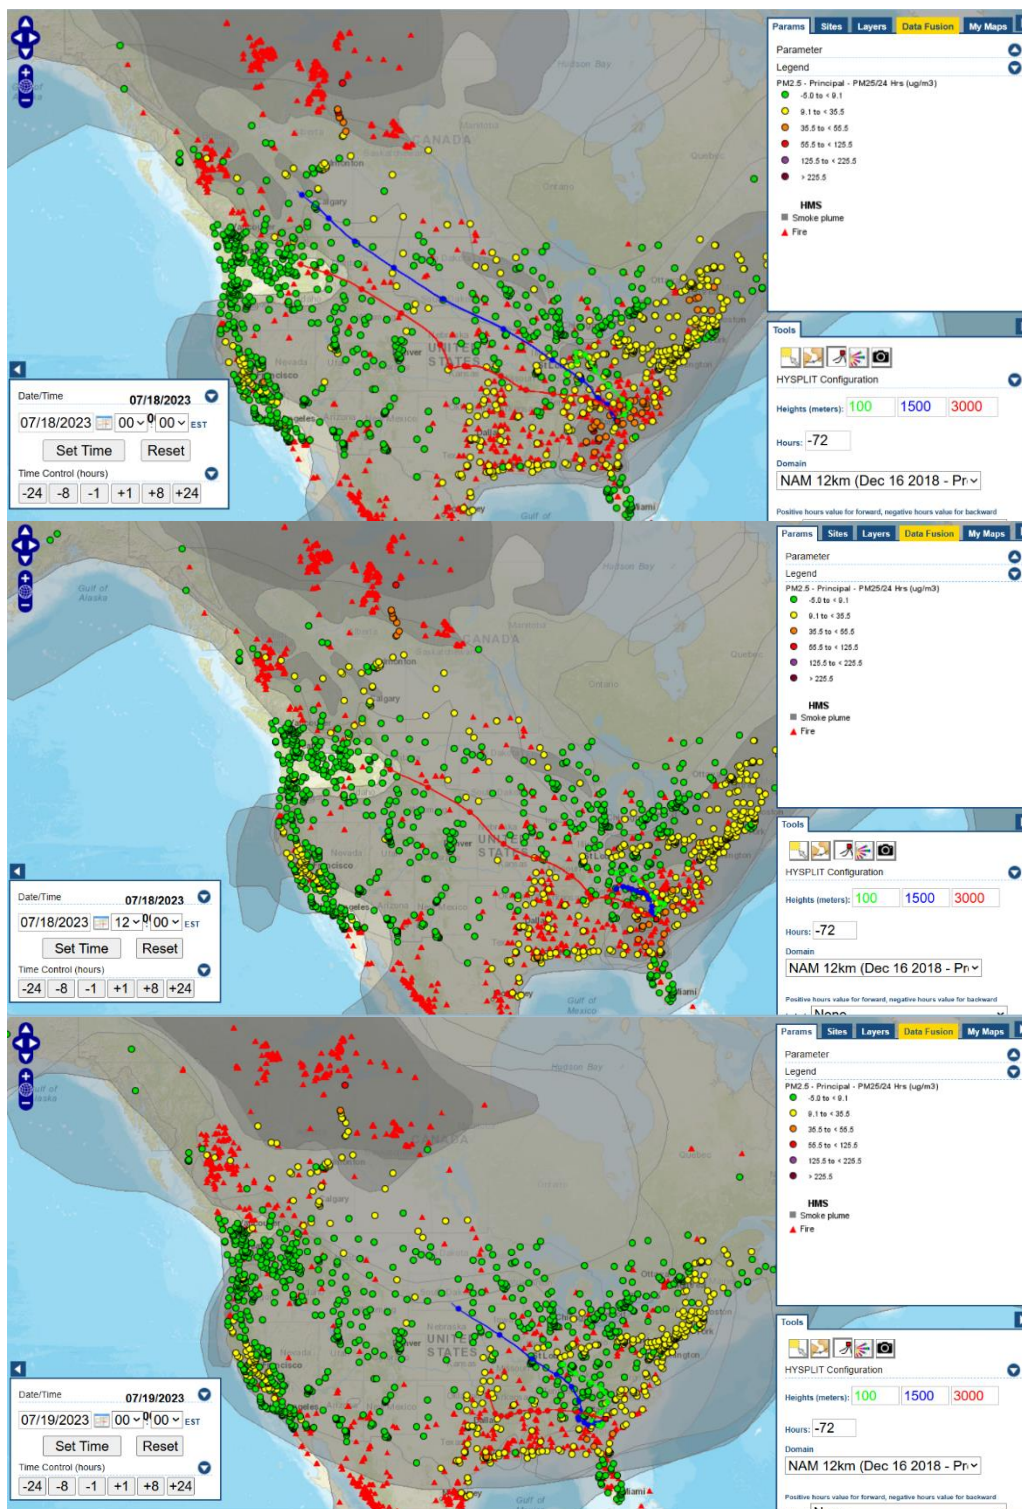 Params Sites Layers Data Fusion My Maps
Parameter
Legend
PM2.5 - Principal - PM25/24 Hrs (ug/m3)
-5.0 to < 9.1
9.1 to < 35.5
35.5 to < 55.5
55.5 to < 125.5
125.5 to < 225.5
> 225.5
HMS
Smoke plume
Fire
Hudson Bay
CANADA
Ontario
Quebec
Calgary
UNITED
STATES
Denver
Nevada
Arizona
Dallas
Miami
Gulf of
Tools
HYSPLIT Configuration
Heights (meters): 100 1500 3000
Hours: -72
Domain
NAM 12km (Dec 16 2018 - Pr
Positive hours value for forward, negative hours value for backward
Date/Time 07/18/2023
07/18/2023 00 00 EST
Set Time Reset
Time Control (hours)
-24 -8 -1 +1 +8 +24
Params Sites Layers Data Fusion My Maps
Parameter
Legend
PM2.5 - Principal - PM25/24 Hrs (ug/m3)
-5.0 to < 9.1
9.1 to < 35.5
35.5 to < 55.5
55.5 to < 125.5
125.5 to < 225.5
> 225.5
HMS
Smoke plume
Fire
Gulf of
Alaska
Hudson Bay
CANADA
Ontario
Quebec
Calgary
Nevada
Miami
Gulf of
Mexico
Tools
HYSPLIT Configuration
Heights (meters): 100 1500 3000
Hours: -72
Domain
NAM 12km (Dec 16 2018 - Pr
Positive hours value for forward, negative hours value for backward
None
Date/Time 07/18/2023
07/18/2023 12 00 EST
Set Time Reset
Time Control (hours)
-24 -8 -1 +1 +8 +24
Params Sites Layers Data Fusion My Maps
Parameter
Legend
PM2.5 - Principal - PM25/24 Hrs (ug/m3)
-5.0 to < 9.1
9.1 to < 35.5
35.5 to < 55.5
55.5 to < 125.5
125.5 to < 225.5
> 225.5
HMS
Smoke plume
Fire
Hudson Bay
CANADA
Quebec
Calgary
Nebraska
UNITED
STATES
Nevada
Dallas
Miami
Tools
HYSPLIT Configuration
Heights (meters): 100 1500 3000
Hours: -72
Domain
NAM 12km (Dec 16 2018 - Pr
Positive hours value for forward, negative hours value for backward
Date/Time 07/19/2023
07/19/2023 00 00 EST
Set Time Reset
Time Control (hours)
-24 -8 -1 +1 +8 +24